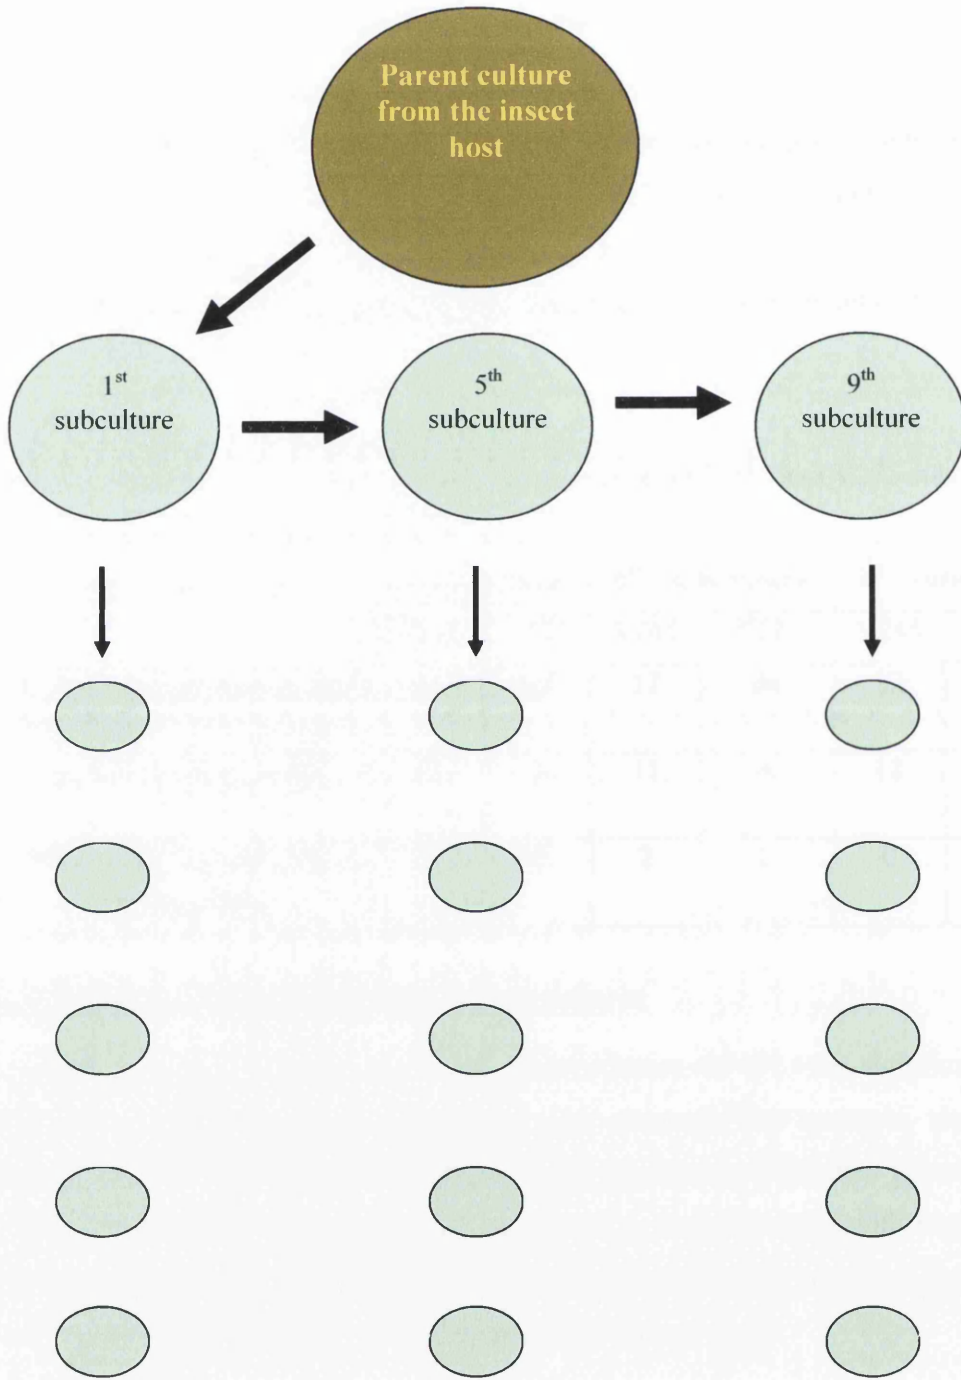 Parent culture
from the insect
host
1st
subculture
5th
subculture
9th
subculture